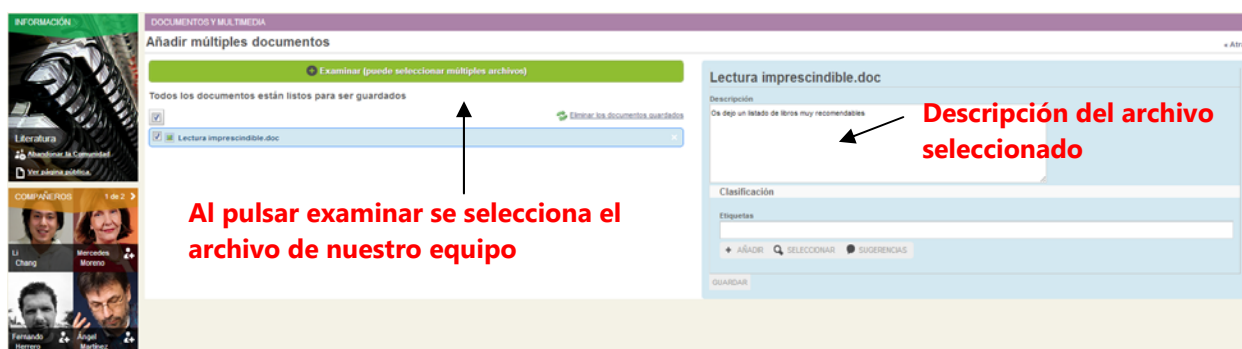 INFORMACIÓN
DOCUMENTOS Y MULTIMEDIA
Añadir múltiples documentos
« Atr
Examinar (puede seleccionar múltiples archivos)
Todos los documentos están listos para ser guardados
Eliminar los documentos guardados
Lectura imprescindible.doc
Literatura
Abandonar la Comunidad
Ver página pública.
COMPAÑEROS 1 de 2
Li Chang
Mercedes Moreno
Fernando Herrero
Ángel Martínez
Al pulsar examinar se selecciona el
archivo de nuestro equipo
Lectura imprescindible.doc
Descripción
Os dejo un listado de libros muy recomendables
Descripción del archivo
seleccionado
Clasificación
Etiquetas
AÑADIR SELECCIONAR SUGERENCIAS
GUARDAR